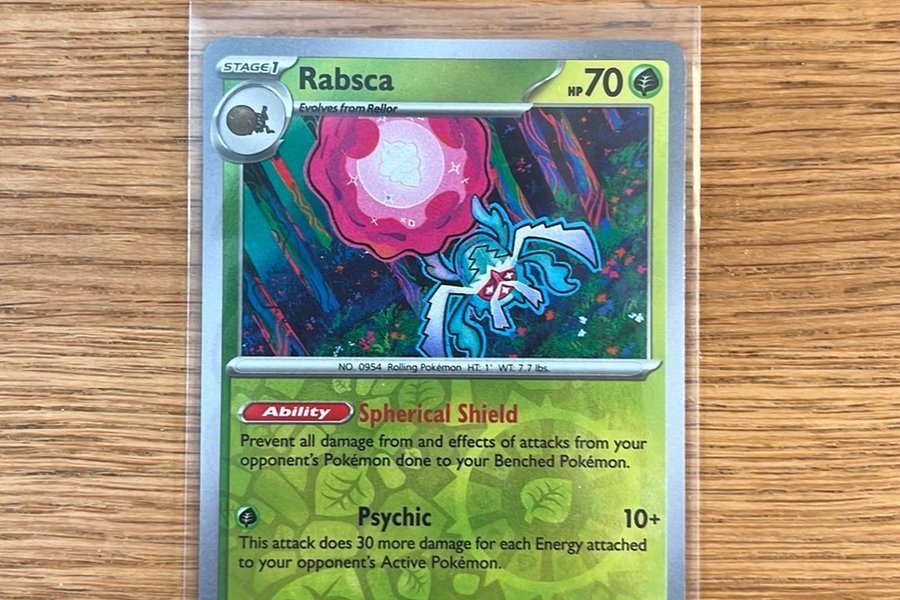 STAGE1
Rabsca
HP70
Evolves from Rellor
NO. 0954 Rolling Pokémon HT: 1' WT: 7.7 lbs.
Ability Spherical Shield
Prevent all damage from and effects of attacks from your
opponent's Pokémon done to your Benched Pokémon.
Psychic 10+
This attack does 30 more damage for each Energy attached
to your opponent's Active Pokémon.